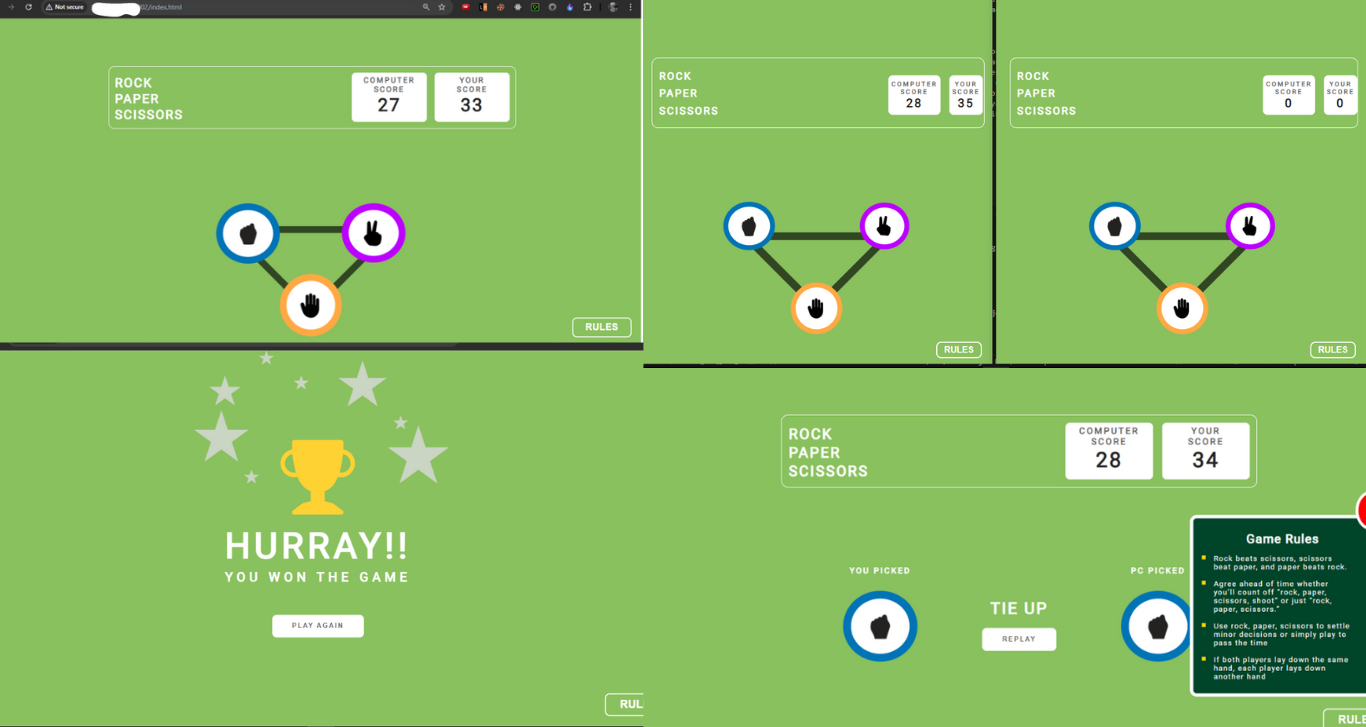 Not secure
02/index.html
ROCK
PAPER
SCISSORS
COMPUTER
SCORE
27
YOUR
SCORE
33
RULES
ROCK
PAPER
SCISSORS
COMPUTER
SCORE
28
YOUR
SCORE
35
RULES
ROCK
PAPER
SCISSORS
COMPUTER
SCORE
0
YOUR
SCORE
0
RULES
HURRAY!!
YOU WON THE GAME
PLAY AGAIN
RUL
ROCK
PAPER
SCISSORS
COMPUTER
SCORE
28
YOUR
SCORE
34
YOU PICKED
TIE UP
REPLAY
PC PICKED
Game Rules
Rock beats scissors, scissors
beat paper, and paper beats rock.
Agree ahead of time whether
you'll count off "rock, paper,
scissors, shoot" or just "rock,
paper, scissors."
Use rock, paper, scissors to settle
minor decisions or simply play to
pass the time
If both players lay down the same
hand, each player lays down
another hand
RULE